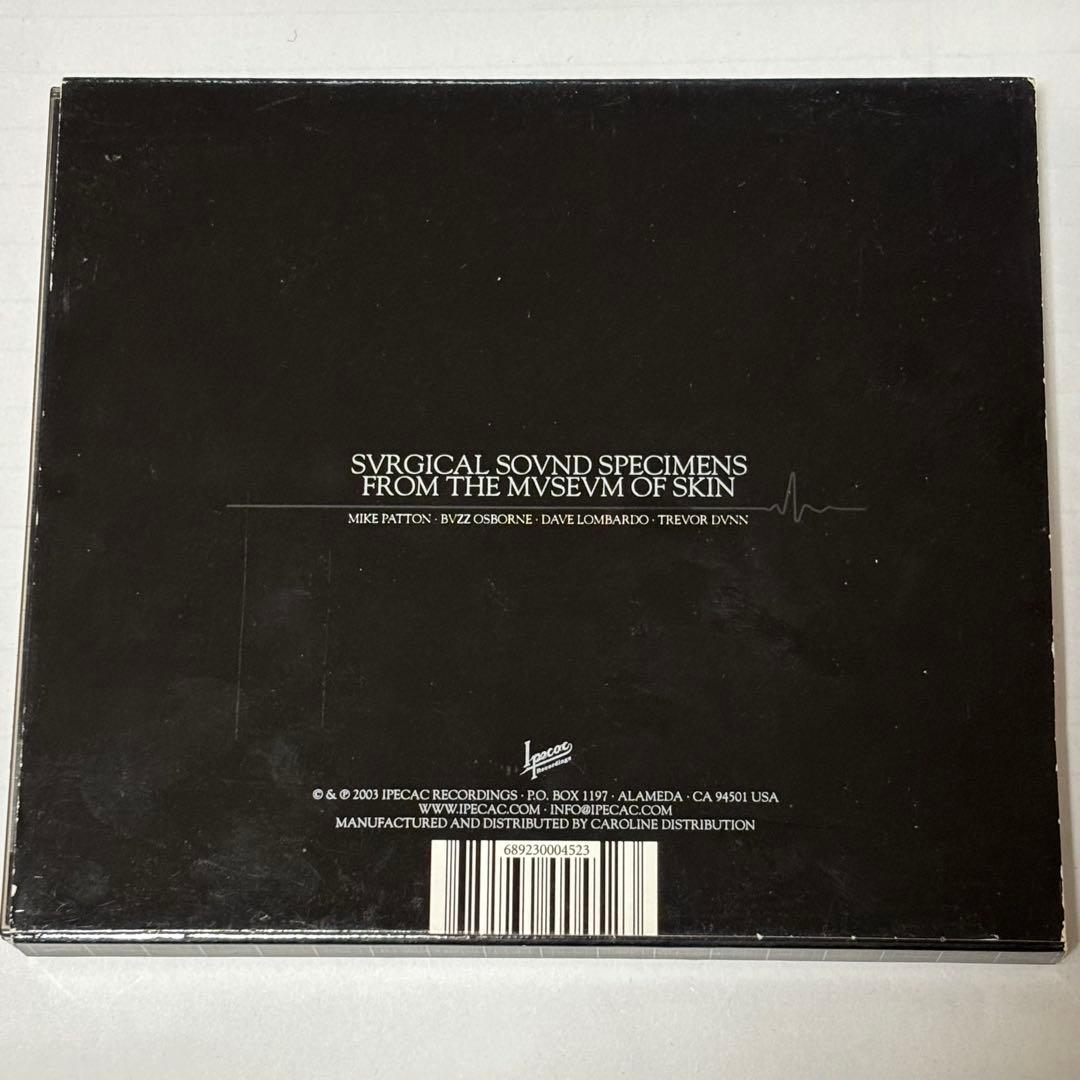 SVRGICAL SOVND SPECIMENS
FROM THE MVSEVM OF SKIN
MIKE PATTON · BVZZ OSBORNE · DAVE LOMBARDO · TREVOR DVNN
Ipecac
Recordings
© & ℗ 2003 IPECAC RECORDINGS · P.O. BOX 1197 · ALAMEDA · CA 94501 USA
WWW.IPECAC.COM · INFO@IPECAC.COM
MANUFACTURED AND DISTRIBUTED BY CAROLINE DISTRIBUTION
689230004523